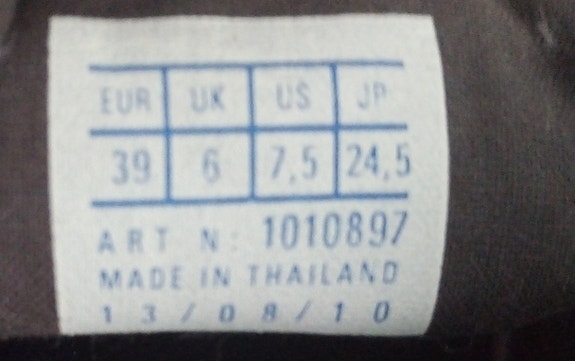 EUR UK US JP
39 6 7,5 24,5
ART N: 1010897
MADE IN THAILAND
13/08/10